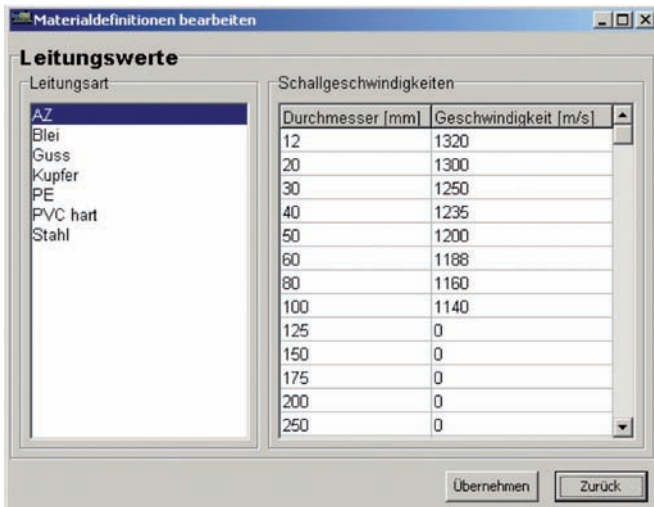 Materialdefinitionen bearbeiten
Leitungswerte
Leitungsart
AZ
Blei
Guss
Kupfer
PE
PVC hart
Stahl
Schallgeschwindigkeiten
Durchmesser [mm] Geschwindigkeit [m/s]
12 1320
20 1300
30 1250
40 1235
50 1200
60 1188
80 1160
100 1140
125 0
150 0
175 0
200 0
250 0
Übernehmen Zurück